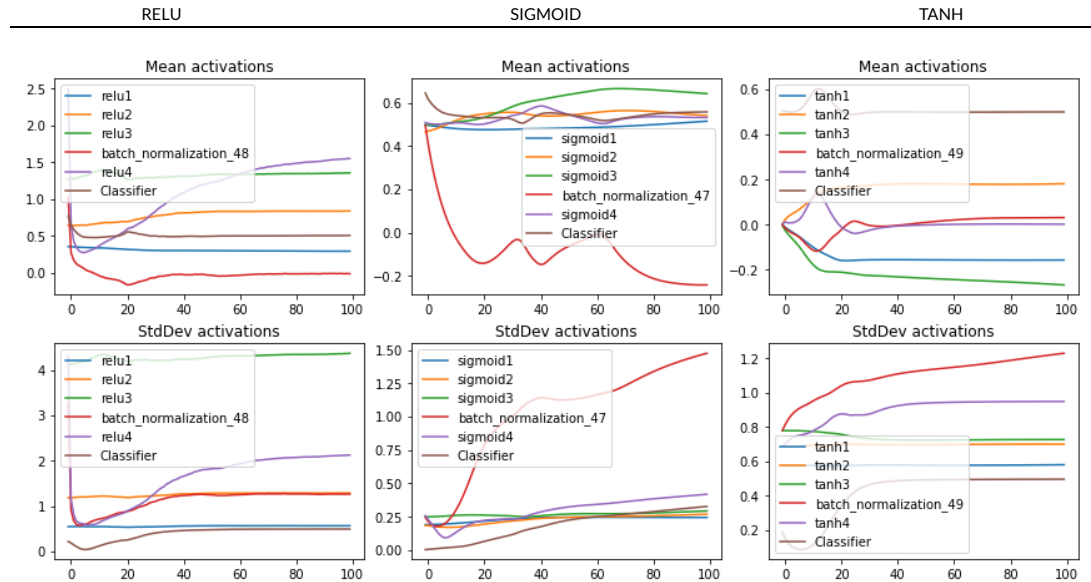 RELU SIGMOID TANH
Mean activations
2.5
2.0
1.5
1.0
0.5
0.0
relu1
relu2
relu3
batch_normalization_48
relu4
Classifier
0 20 40 60 80 100
Mean activations
0.6
0.4
0.2
0.0
−0.2
sigmoid1
sigmoid2
sigmoid3
batch_normalization_47
sigmoid4
Classifier
0 20 40 60 80 100
Mean activations
0.6
0.4
0.2
0.0
−0.2
tanh1
tanh2
tanh3
batch_normalization_49
tanh4
Classifier
0 20 40 60 80 100
StdDev activations
4
3
2
1
0
relu1
relu2
relu3
batch_normalization_48
relu4
Classifier
0 20 40 60 80 100
StdDev activations
1.50
1.25
1.00
0.75
0.50
0.25
0.00
sigmoid1
sigmoid2
sigmoid3
batch_normalization_47
sigmoid4
Classifier
0 20 40 60 80 100
StdDev activations
1.2
1.0
0.8
0.6
0.4
0.2
tanh1
tanh2
tanh3
batch_normalization_49
tanh4
Classifier
0 20 40 60 80 100